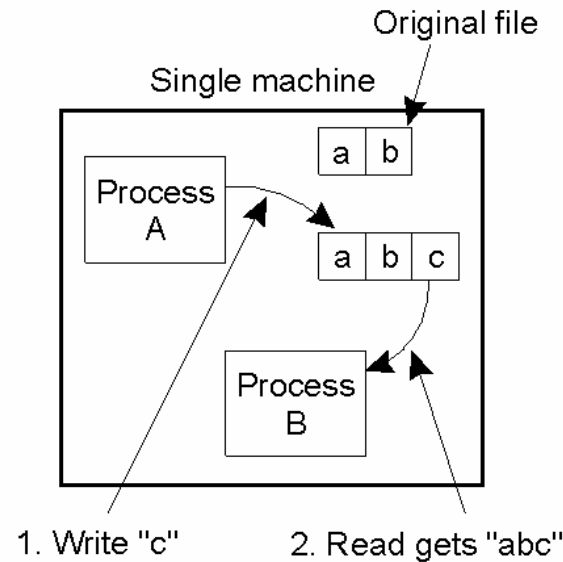 Original file
Single machine
a b
Process
A
a b c
Process
B
1. Write "c"
2. Read gets "abc"